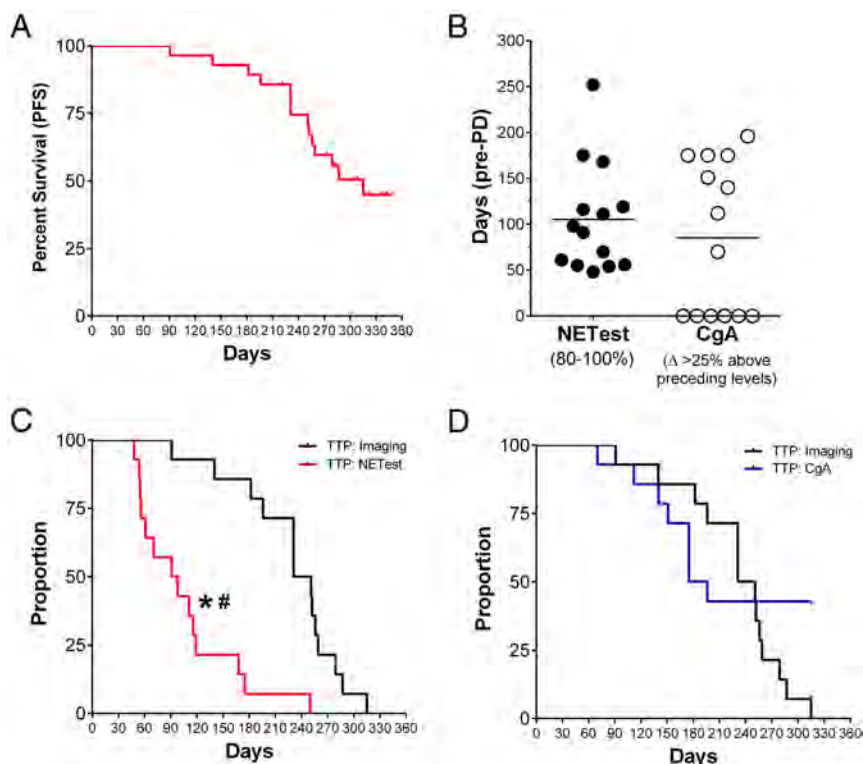 A
Percent Survival (PFS)
100
75
50
25
0
0 30 60 90 120 150 180 210 240 270 300 330 360
Days
B
Days (pre-PD)
300
250
200
150
100
50
0
NETest
(80-100%)
CgA
(Δ >25% above
preceding levels)
C
Proportion
100
75
50
25
0
TTP: Imaging
TTP: NETest
*#
0 30 60 90 120 150 180 210 240 270 300 330 360
Days
D
Proportion
100
75
50
25
0
TTP: Imaging
TTP: CgA
0 30 60 90 120 150 180 210 240 270 300 330 360
Days